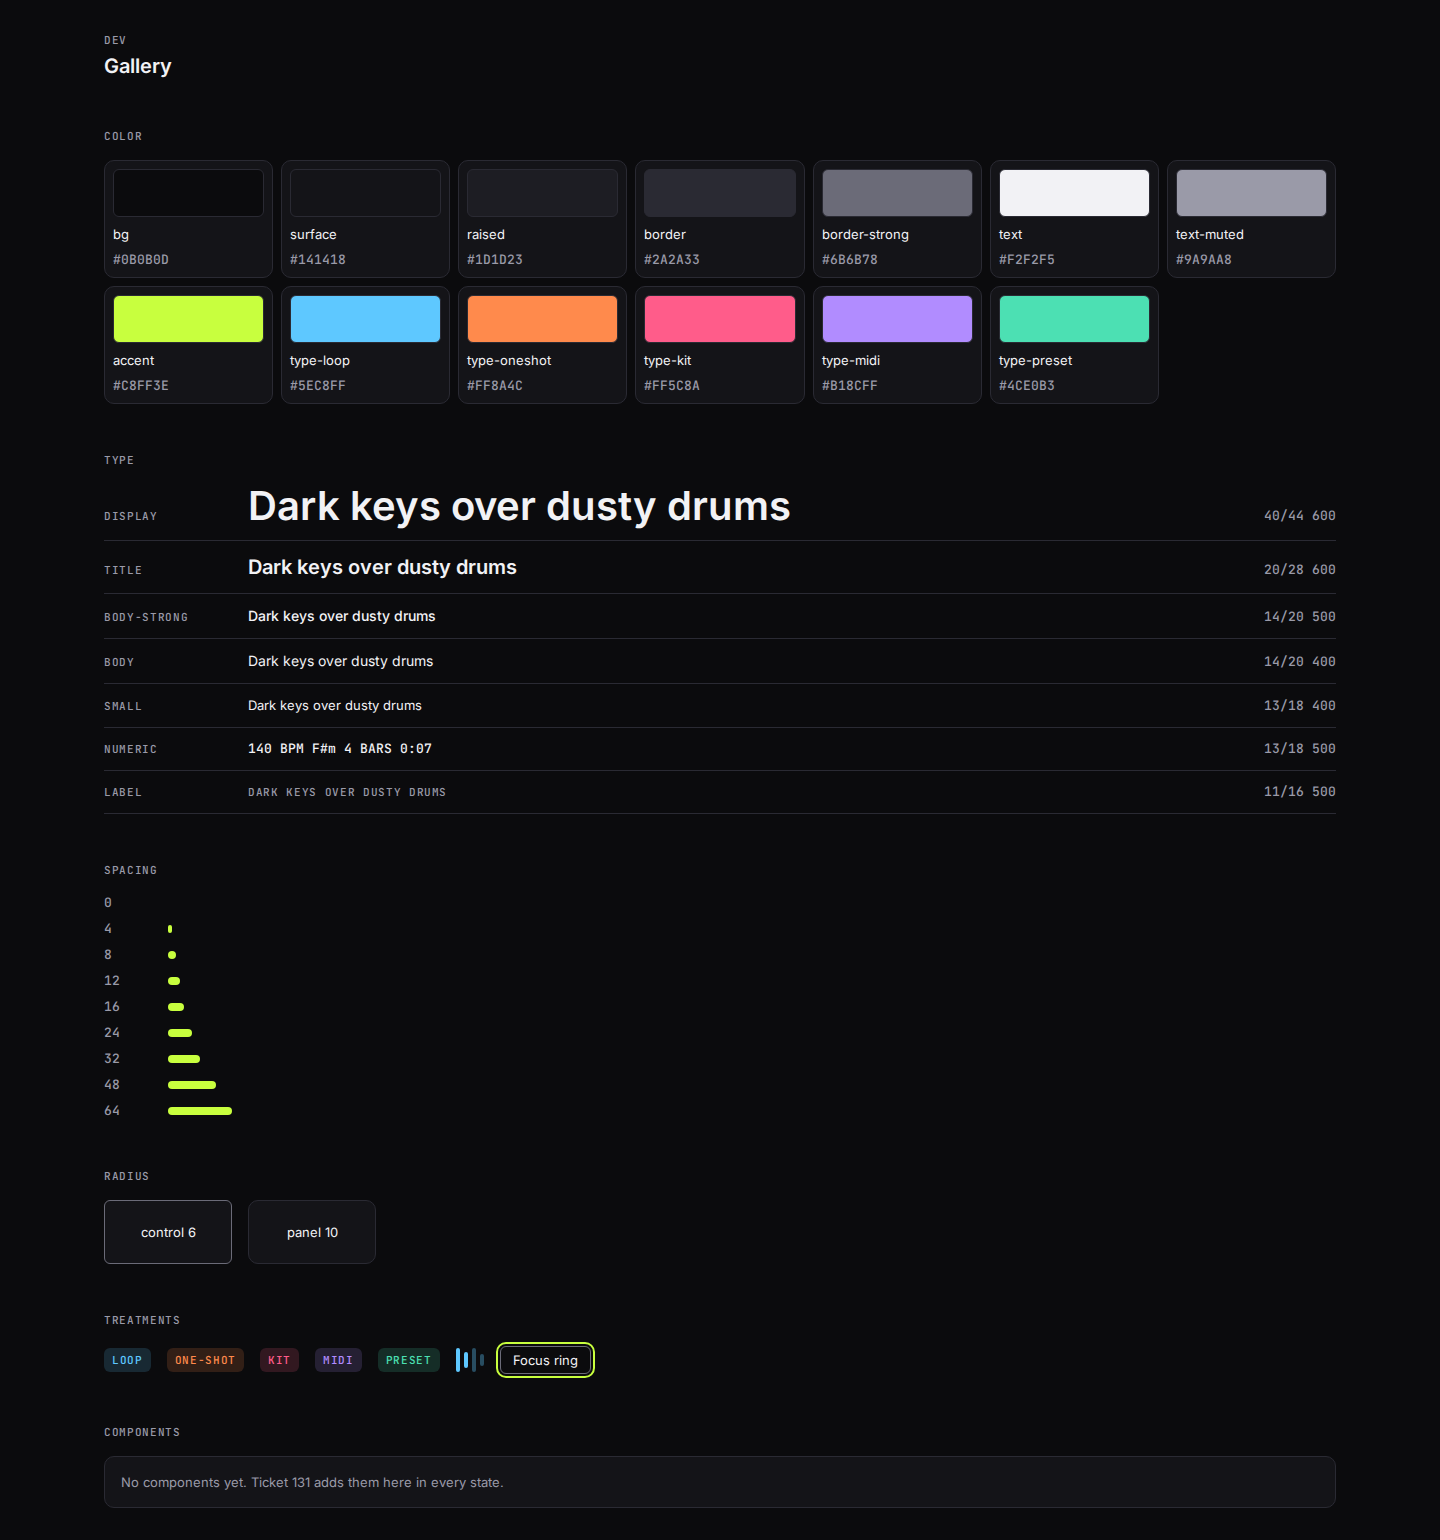 DEV
Gallery
COLOR
bg surface raised border border-strong text text-muted
#0B0B0D #141418 #1D1D23 #2A2A33 #6B6B78 #F2F2F5 #9A9AA8
accent type-loop type-oneshot type-kit type-midi type-preset
#C8FF3E #5EC8FF #FF8A4C #FF5C8A #B18CFF #4CE0B3
TYPE
DISPLAY Dark keys over dusty drums 40/44 600
TITLE Dark keys over dusty drums 20/28 600
BODY-STRONG Dark keys over dusty drums 14/20 500
BODY Dark keys over dusty drums 14/20 400
SMALL Dark keys over dusty drums 13/18 400
NUMERIC 140 BPM F#m 4 BARS 0:07 13/18 500
LABEL DARK KEYS OVER DUSTY DRUMS 11/16 500
SPACING
0
4
8
12
16
24
32
48
64
RADIUS
control 6 panel 10
TREATMENTS
LOOP ONE-SHOT KIT MIDI PRESET Focus ring
COMPONENTS
No components yet. Ticket 131 adds them here in every state.